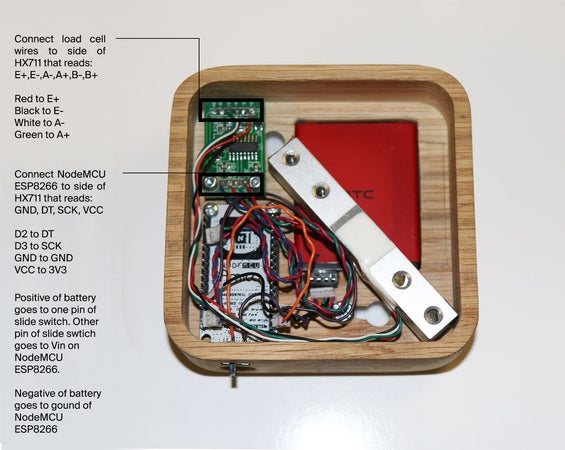 Connect load cell
wires to side of
HX711 that reads:
E+,E-,A-,A+,B-,B+
Red to E+
Black to E-
White to A-
Green to A+
Connect NodeMCU
ESP8266 to side of
HX711 that reads:
GND, DT, SCK, VCC
D2 to DT
D3 to SCK
GND to GND
VCC to 3V3
Positive of battery
goes to one pin of
slide switch. Other
pin of slide swtich
goes to Vin on
NodeMCU
ESP8266.
Negative of battery
goes to gound of
NodeMCU
ESP8266